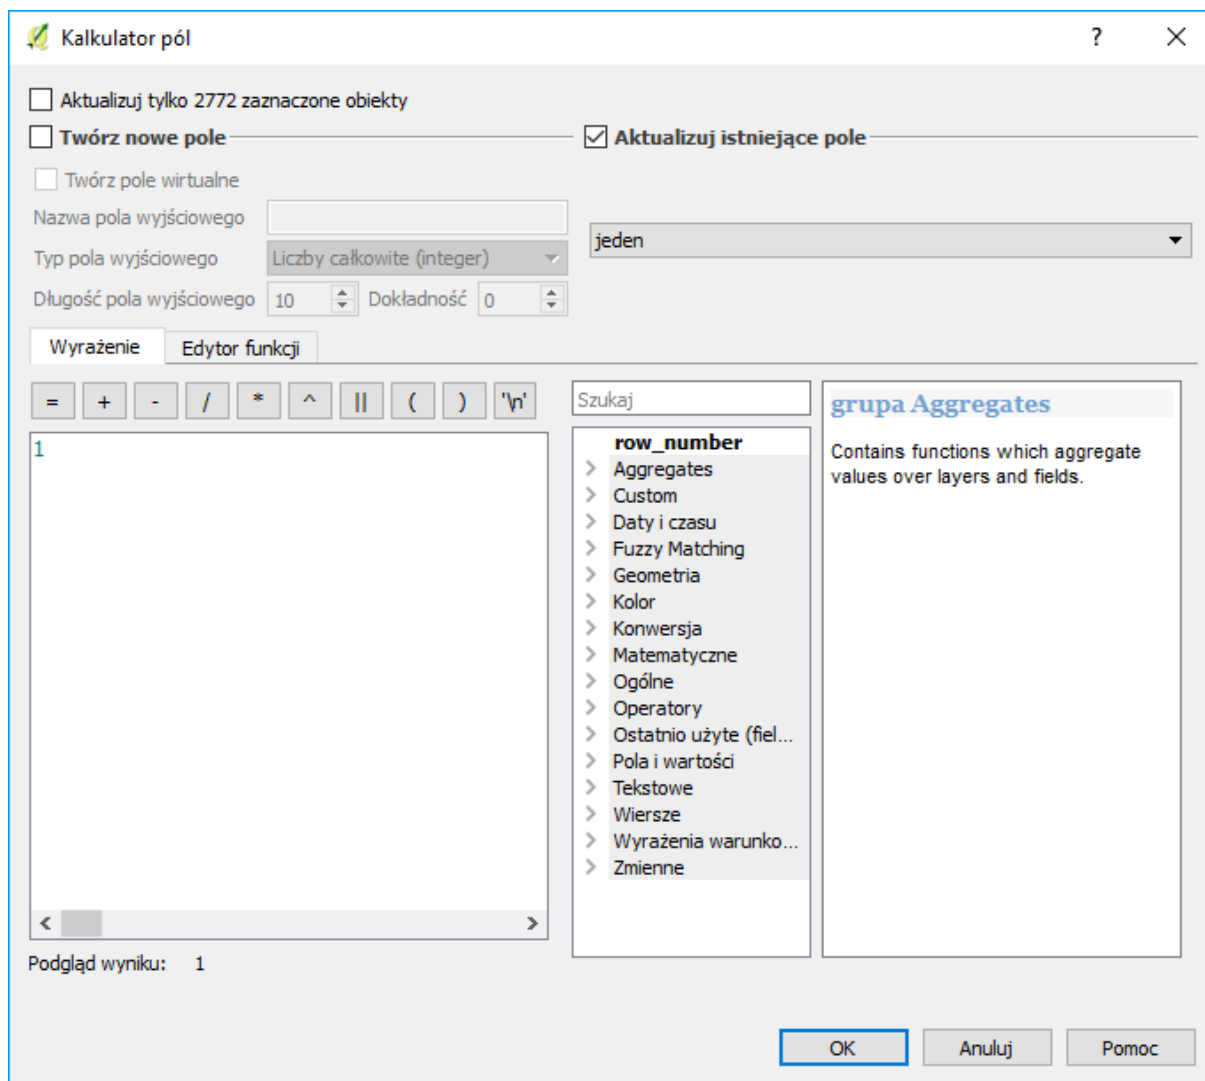 Kalkulator pól ?
Aktualizuj tylko 2772 zaznaczone obiekty
Twórz nowe pole Aktualizuj istniejące pole
Twórz pole wirtualne
Nazwa pola wyjściowego
jeden
Typ pola wyjściowego Liczby całkowite (integer)
Długość pola wyjściowego 10 Dokładność 0
Wyrażenie Edytor funkcji
= + - / * ^ || ( ) '\n'
1
Szukaj
row_number
Aggregates
Custom
Daty i czasu
Fuzzy Matching
Geometria
Kolor
Konwersja
Matematyczne
Ogólne
Operatory
Ostatnio użyte (fiel...
Pola i wartości
Tekstowe
Wiersze
Wyrażenia warunko...
Zmienne
grupa Aggregates
Contains functions which aggregate
values over layers and fields.
Podgląd wyniku: 1
OK Anuluj Pomoc